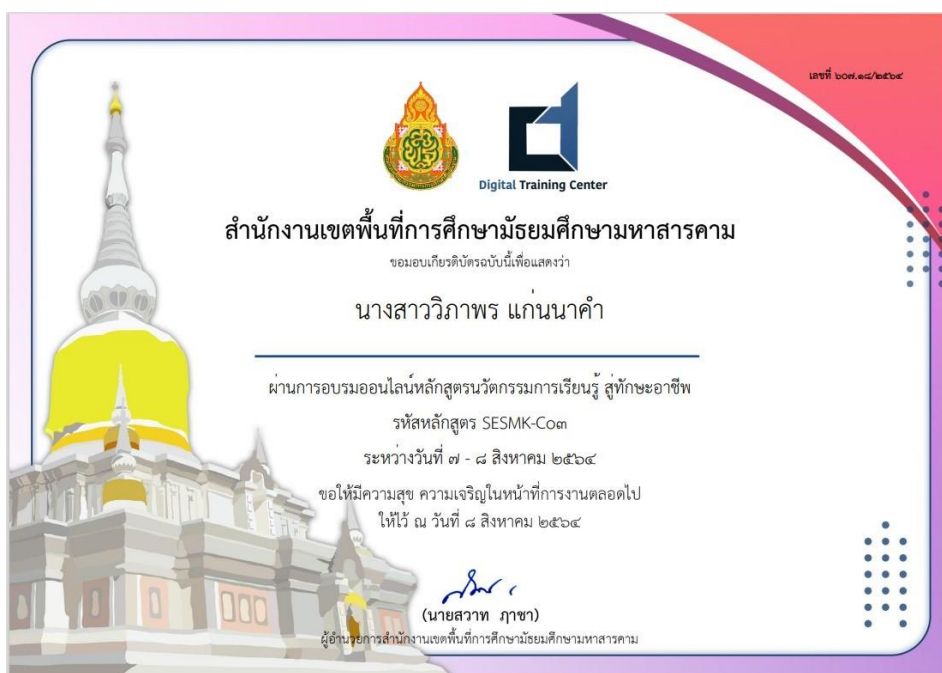 เลขที่ ๖๐๗.๑๘/๒๕๖๔
Digital Training Center
สำนักงานเขตพื้นที่การศึกษามัธยมศึกษามหาสารคาม
ขอมอบเกียรติบัตรฉบับนี้เพื่อแสดงว่า
นางสาววิภาพร แก่นนาคำ
ผ่านการอบรมออนไลน์หลักสูตรนวัตกรรมการเรียนรู้ สู่ทักษะอาชีพ
รหัสหลักสูตร SESMK-Co๓
ระหว่างวันที่ ๗ - ๘ สิงหาคม ๒๕๖๔
ขอให้มีความสุข ความเจริญในหน้าที่การงานตลอดไป
ให้ไว้ ณ วันที่ ๘ สิงหาคม ๒๕๖๔
(นายสวาท ภาชา)
ผู้อำนวยการสำนักงานเขตพื้นที่การศึกษามัธยมศึกษามหาสารคาม